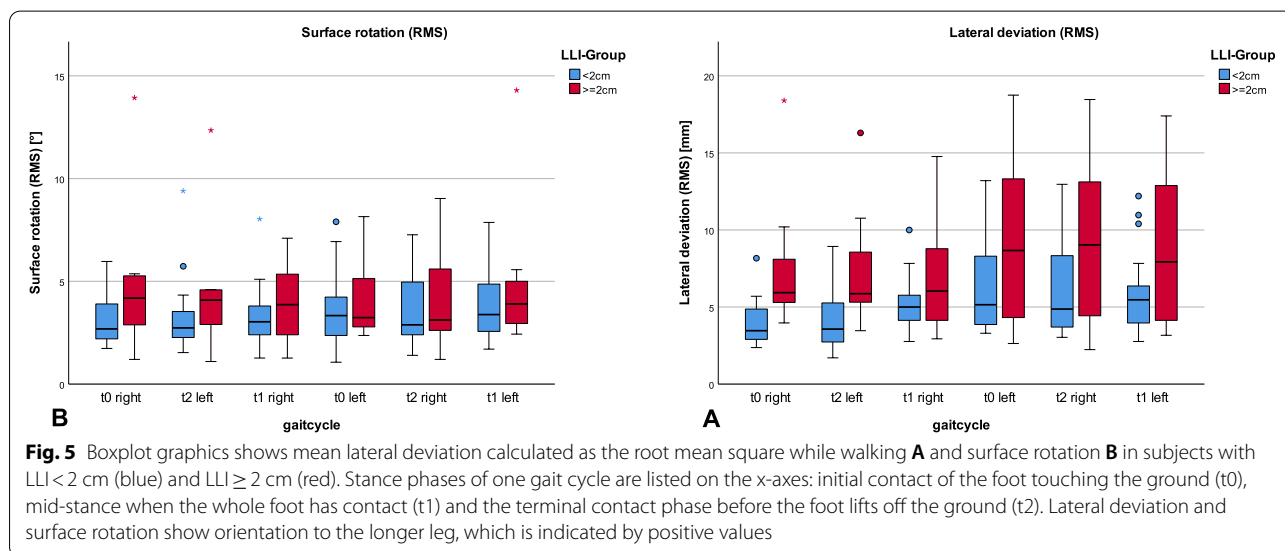 Surface rotation (RMS)
LLI-Group
<2cm
>=2cm
Surface rotation (RMS) [°]
15
10
5
0
t0 right t2 left t1 right t0 left t2 right t1 left
B
gaitcycle
Lateral deviation (RMS)
LLI-Group
<2cm
>=2cm
Lateral deviation (RMS) [mm]
20
15
10
5
0
t0 right t2 left t1 right t0 left t2 right t1 left
A
gaitcycle
Fig. 5 Boxplot graphics shows mean lateral deviation calculated as the root mean square while walking A and surface rotation B in subjects with
LLI < 2 cm (blue) and LLI ≥ 2 cm (red). Stance phases of one gait cycle are listed on the x-axes: initial contact of the foot touching the ground (t0),
mid-stance when the whole foot has contact (t1) and the terminal contact phase before the foot lifts off the ground (t2). Lateral deviation and
surface rotation show orientation to the longer leg, which is indicated by positive values